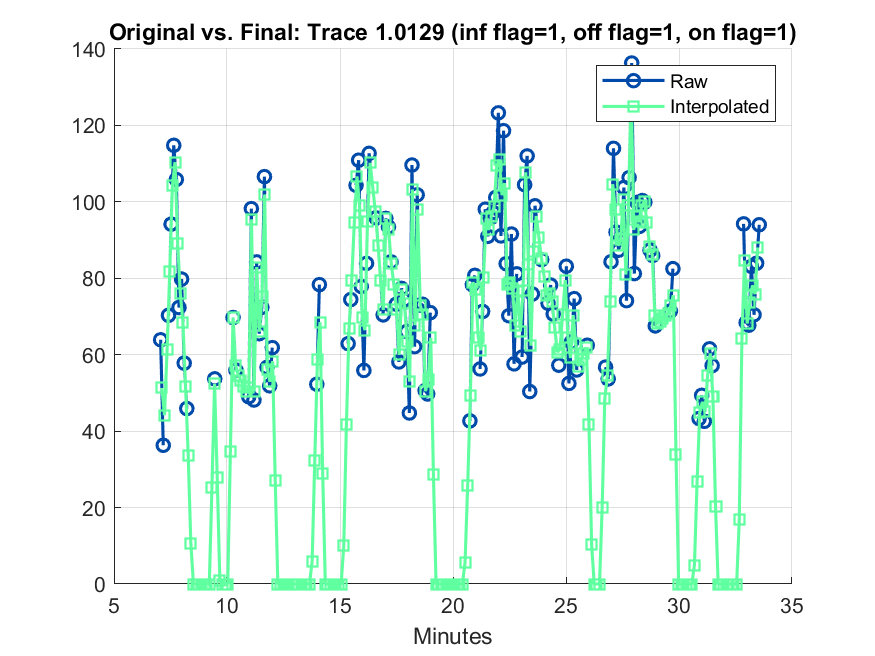 Original vs. Final: Trace 1.0129 (inf flag=1, off flag=1, on flag=1)
140
120
100
80
60
40
20
0
Raw
Interpolated
5 10 15 20 25 30 35
Minutes